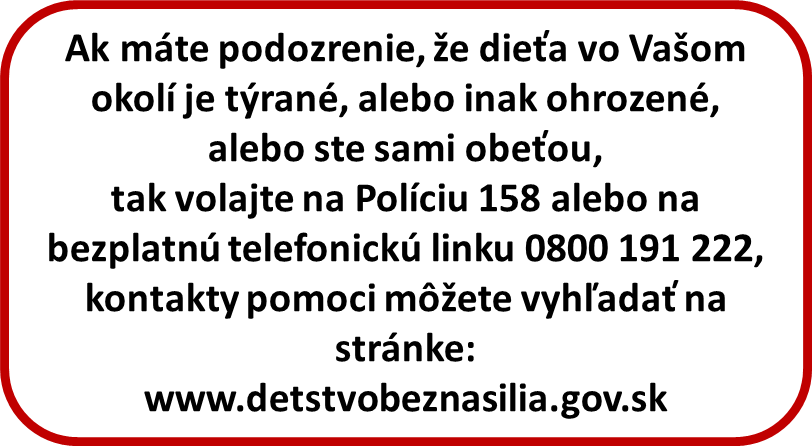 Ak máte podozrenie, že dieťa vo Vašom
okolí je týrané, alebo inak ohrozené,
alebo ste sami obeťou,
tak volajte na Políciu 158 alebo na
bezplatnú telefonickú linku 0800 191 222,
kontakty pomoci môžete vyhľadať na
stránke:
www.detstvobeznasilia.gov.sk